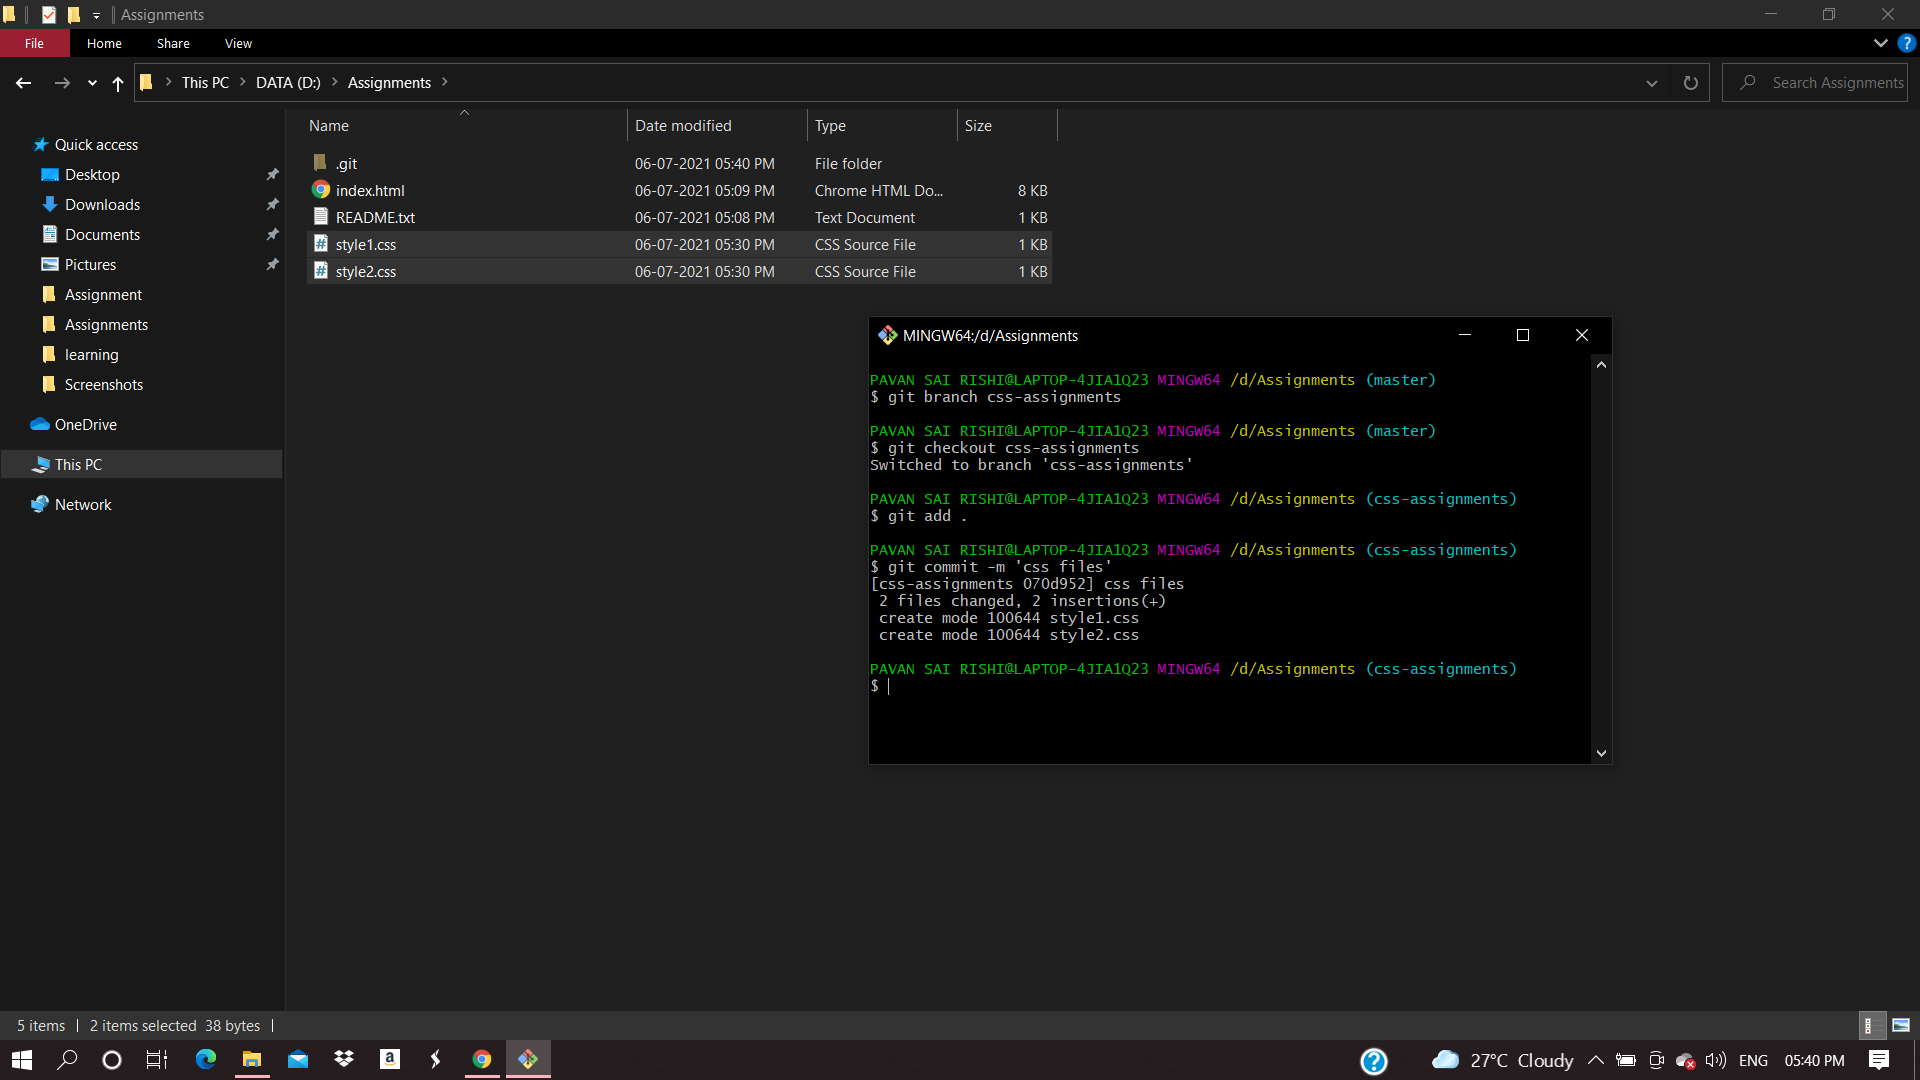 Assignments
File Home Share View
This PC DATA (D:) Assignments
Search Assignments
Name Date modified Type Size
.git 06-07-2021 05:40 PM File folder
index.html 06-07-2021 05:09 PM Chrome HTML Do... 8 KB
README.txt 06-07-2021 05:08 PM Text Document 1 KB
style1.css 06-07-2021 05:30 PM CSS Source File 1 KB
style2.css 06-07-2021 05:30 PM CSS Source File 1 KB
Quick access
Desktop
Downloads
Documents
Pictures
Assignment
Assignments
learning
Screenshots
OneDrive
This PC
Network
MINGW64:/d/Assignments
PAVAN SAI RISHI@LAPTOP-4JIA1Q23 MINGW64 /d/Assignments (master)
$ git branch css-assignments
PAVAN SAI RISHI@LAPTOP-4JIA1Q23 MINGW64 /d/Assignments (master)
$ git checkout css-assignments
Switched to branch 'css-assignments'
PAVAN SAI RISHI@LAPTOP-4JIA1Q23 MINGW64 /d/Assignments (css-assignments)
$ git add .
PAVAN SAI RISHI@LAPTOP-4JIA1Q23 MINGW64 /d/Assignments (css-assignments)
$ git commit -m 'css files'
[css-assignments 070d952] css files
2 files changed, 2 insertions(+)
create mode 100644 style1.css
create mode 100644 style2.css
PAVAN SAI RISHI@LAPTOP-4JIA1Q23 MINGW64 /d/Assignments (css-assignments)
$
5 items 2 items selected 38 bytes
27°C Cloudy ENG 05:40 PM